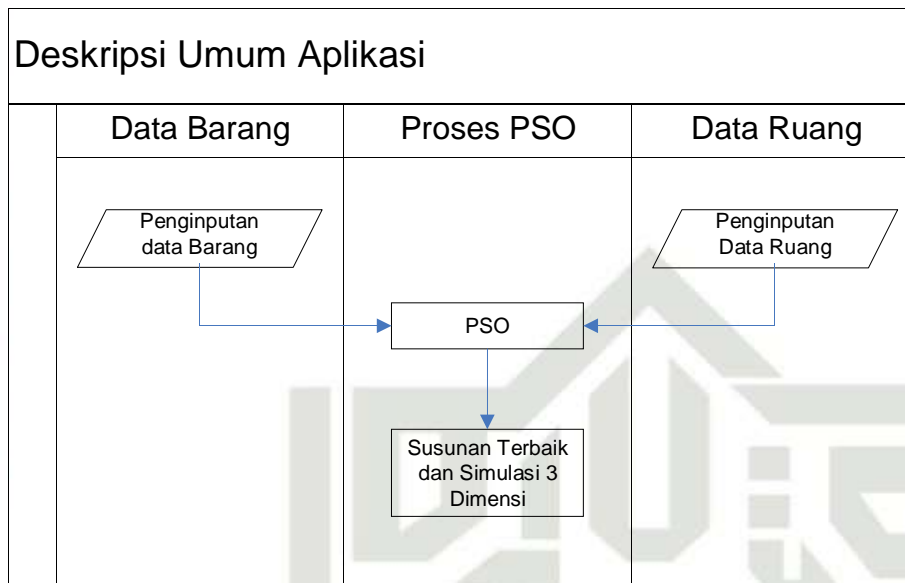 Deskripsi Umum Aplikasi
Data Barang
Proses PSO
Data Ruang
Penginputan
data Barang
Penginputan
Data Ruang
PSO
Susunan Terbaik
dan Simulasi 3
Dimensi